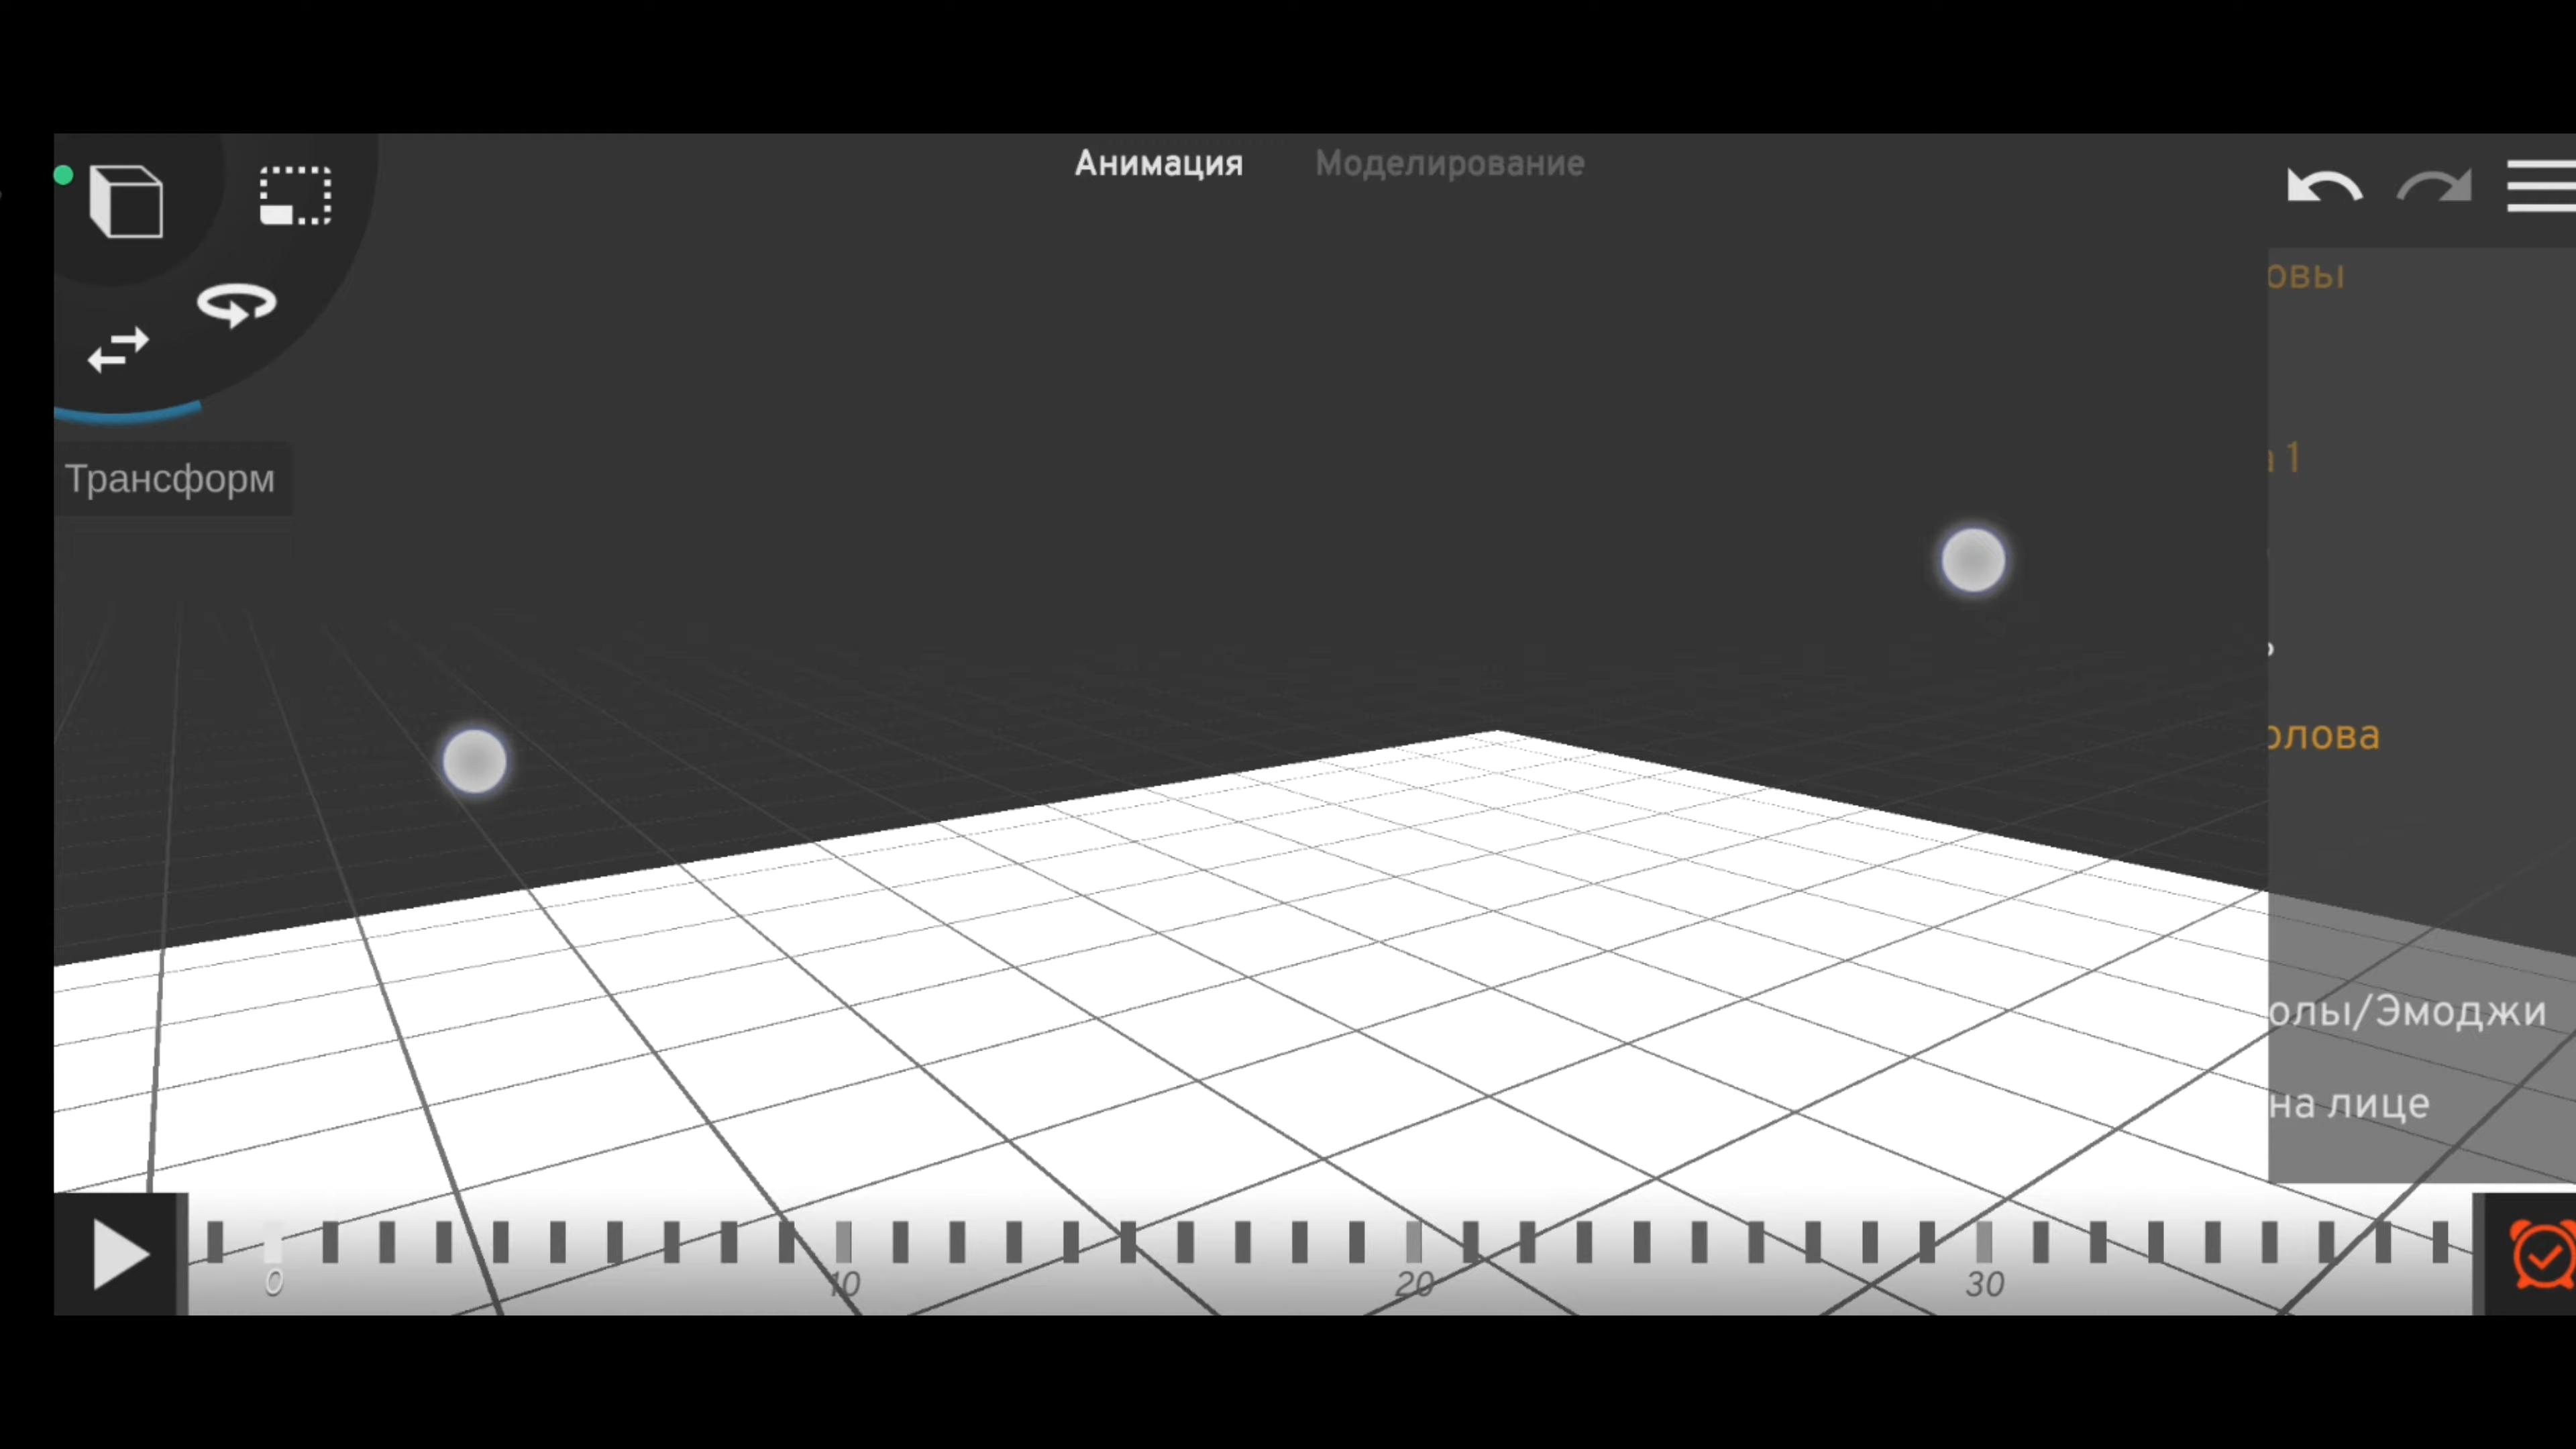 Анимация Моделирование
овы
1
Трансформ
олова
олы/Эмоджи
на лице
0 10 20 30